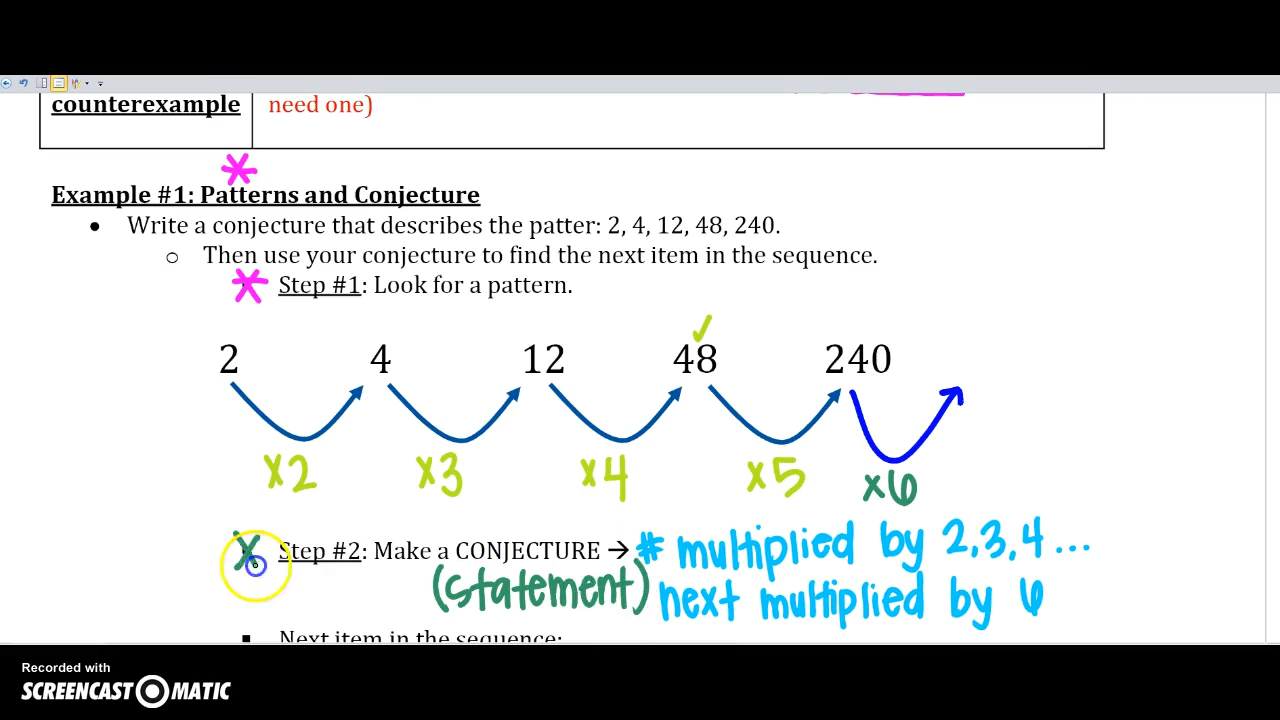 counterexample need one)
Example #1: Patterns and Conjecture
• Write a conjecture that describes the patter: 2, 4, 12, 48, 240.
o Then use your conjecture to find the next item in the sequence.
Step #1: Look for a pattern.
2 4 12 48 240
x2 x3 x4 x5 x6
Step #2: Make a CONJECTURE → # multiplied by 2,3,4...
(statement) next multiplied by 6
▪ Next item in the sequence:
Recorded with
SCREENCAST-O-MATIC